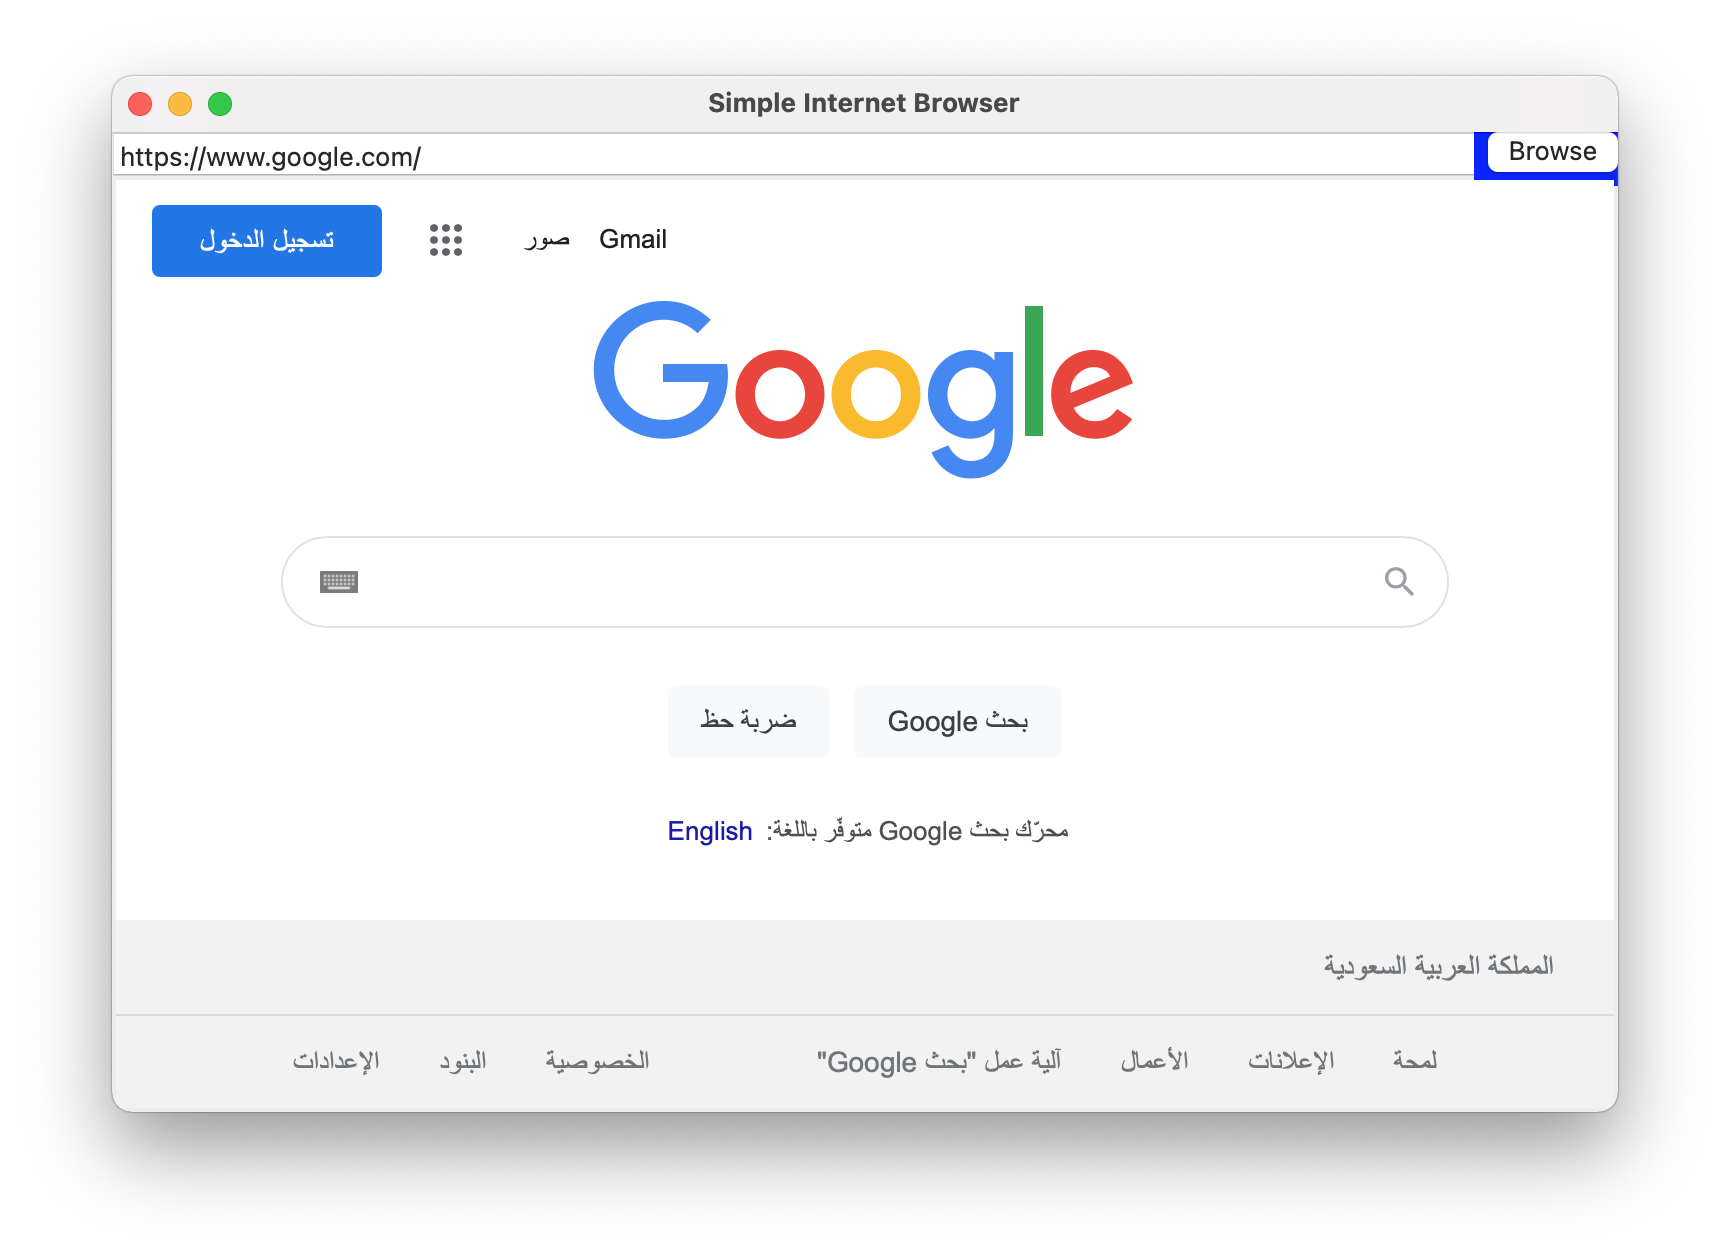 Simple Internet Browser
https://www.google.com/
Browse
Gmail صور تسجيل الدخول
Google
بحث Google ضربة حظ
محرّك بحث Google متوفّر باللغة: English
المملكة العربية السعودية
لمحة الإعلانات الأعمال آلية عمل "بحث Google" الخصوصية البنود الإعدادات